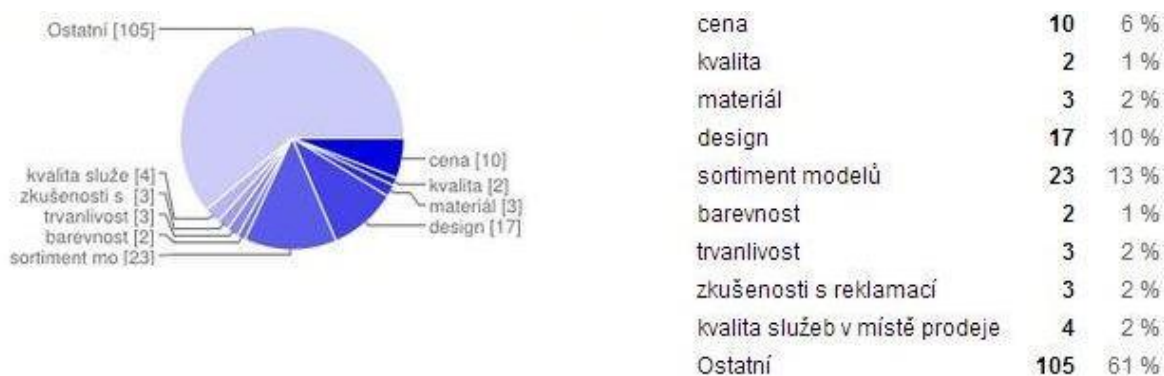 Ostatní [105]
kvalita služe [4]
zkušenosti s [3]
trvanlivost [3]
barevnost [2]
sortiment mo [23]
cena [10]
kvalita [2]
materiál [3]
design [17]
cena 10 6 %
kvalita 2 1 %
materiál 3 2 %
design 17 10 %
sortiment modelů 23 13 %
barevnost 2 1 %
trvanlivost 3 2 %
zkušenosti s reklamací 3 2 %
kvalita služeb v místě prodeje 4 2 %
Ostatní 105 61 %